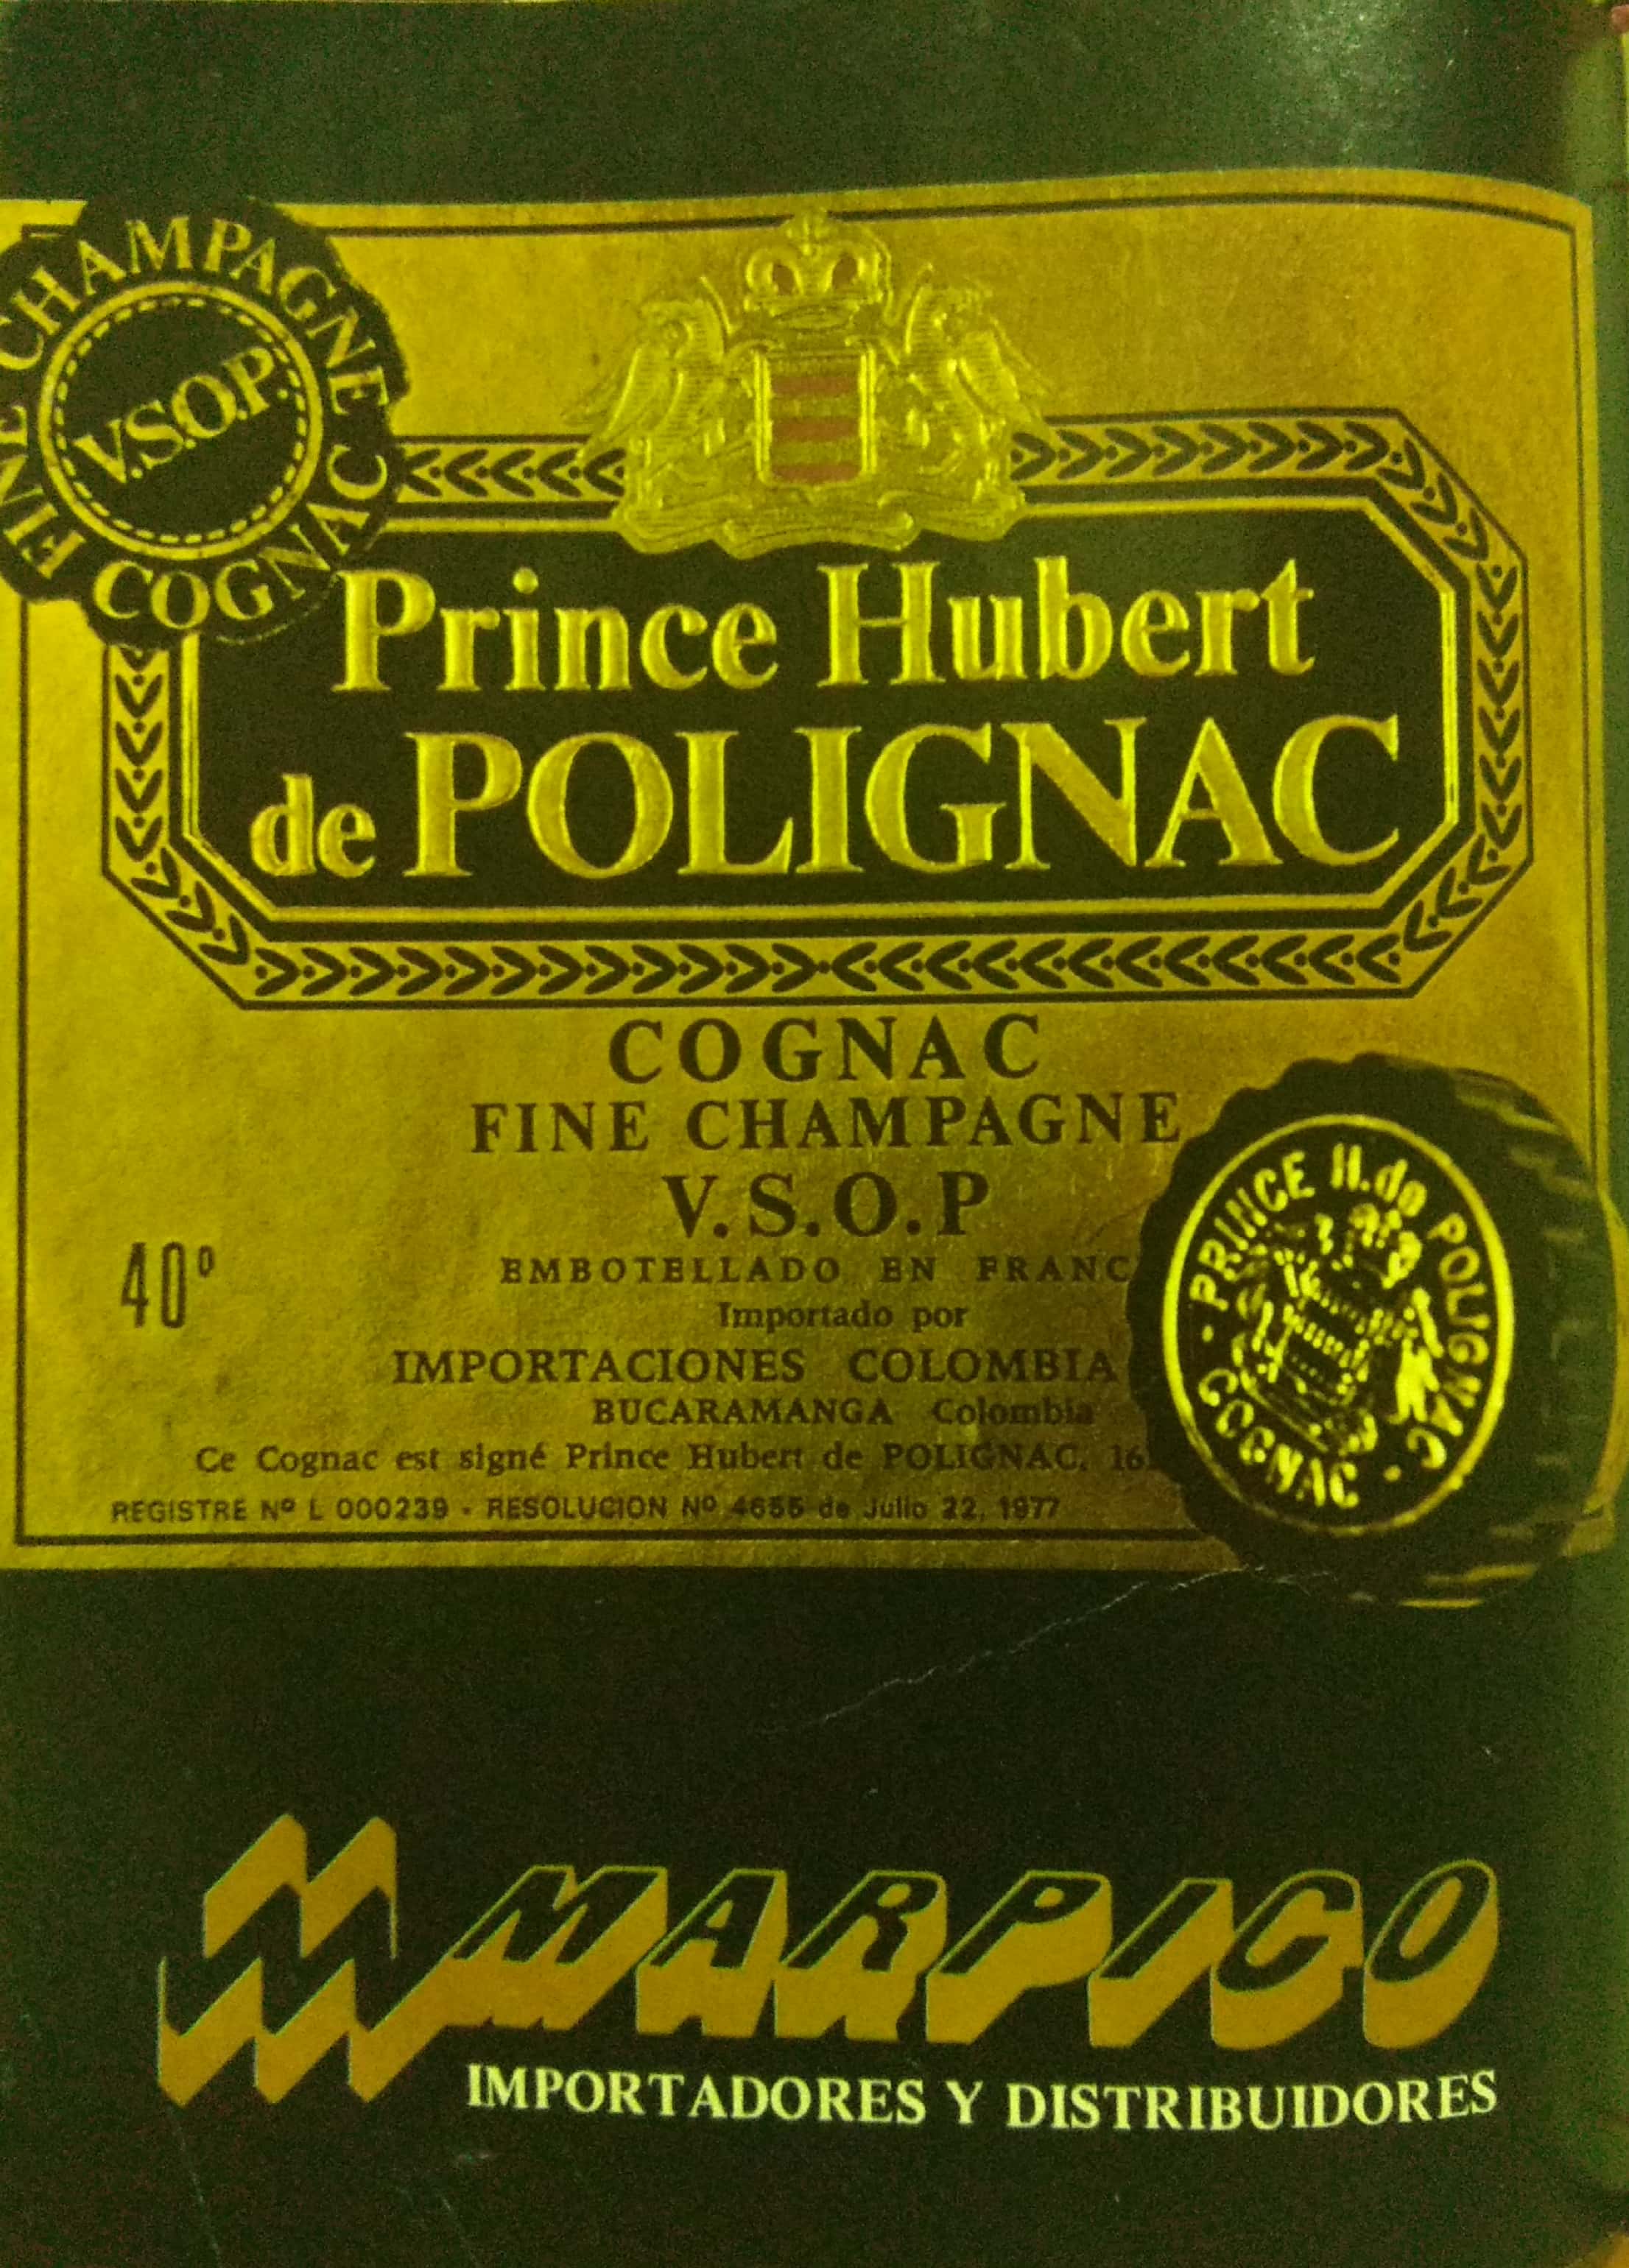 FINE CHAMPAGNE COGNAC
V.S.O.P.
Prince Hubert
de POLIGNAC
COGNAC
FINE CHAMPAGNE
V.S.O.P
40º
EMBOTELLADO EN FRANC
Importado por
IMPORTACIONES COLOMBIA
BUCARAMANGA Colombia
Ce Cognac est signé Prince Hubert de POLIGNAC, 16
REGISTRE Nº L 000239 - RESOLUCION Nº 4655 de Julio 22, 1977
PRINCE H. de POLIGNAC · COGNAC ·
MARPICO
IMPORTADORES Y DISTRIBUIDORES